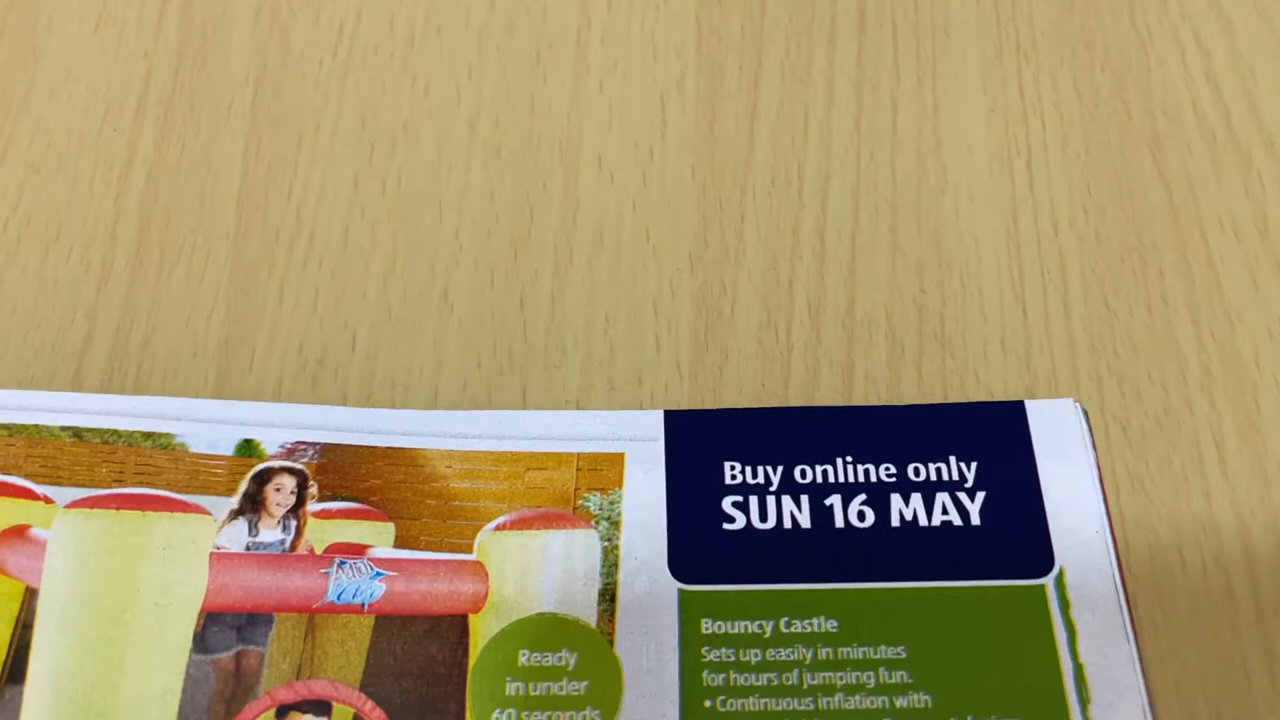 Buy online only
SUN 16 MAY
Bouncy Castle
Sets up easily in minutes
for hours of jumping fun.
• Continuous inflation with
Ready
in under
60 seconds